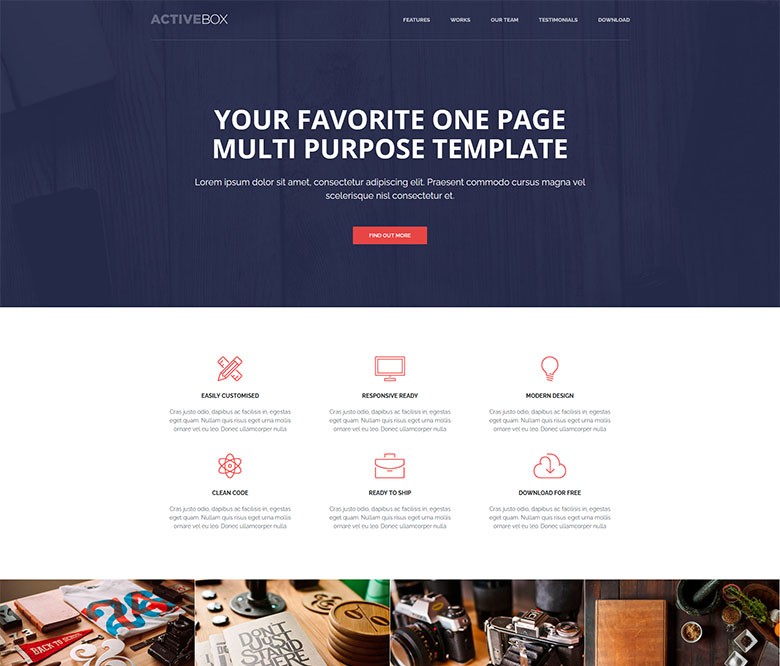 ACTIVEBOX
FEATURES WORKS OUR TEAM TESTIMONIALS DOWNLOAD
YOUR FAVORITE ONE PAGE
MULTI PURPOSE TEMPLATE
Lorem ipsum dolor sit amet, consectetur adipiscing elit. Praesent commodo cursus magna vel
scelerisque nisl consectetur et.
FIND OUT MORE
EASILY CUSTOMISED
Cras justo odio, dapibus ac facilisis in, egestas
eget quam. Nullam quis risus eget urna mollis
ornare vel eu leo. Donec ullamcorper nulla
RESPONSIVE READY
Cras justo odio, dapibus ac facilisis in, egestas
eget quam. Nullam quis risus eget urna mollis
ornare vel eu leo. Donec ullamcorper nulla
MODERN DESIGN
Cras justo odio, dapibus ac facilisis in, egestas
eget quam. Nullam quis risus eget urna mollis
ornare vel eu leo. Donec ullamcorper nulla
CLEAN CODE
Cras justo odio, dapibus ac facilisis in, egestas
eget quam. Nullam quis risus eget urna mollis
ornare vel eu leo. Donec ullamcorper nulla
READY TO SHIP
Cras justo odio, dapibus ac facilisis in, egestas
eget quam. Nullam quis risus eget urna mollis
ornare vel eu leo. Donec ullamcorper nulla
DOWNLOAD FOR FREE
Cras justo odio, dapibus ac facilisis in, egestas
eget quam. Nullam quis risus eget urna mollis
ornare vel eu leo. Donec ullamcorper nulla
BACK TO SCHOOL
DON'T
JUST
STAND
THERE